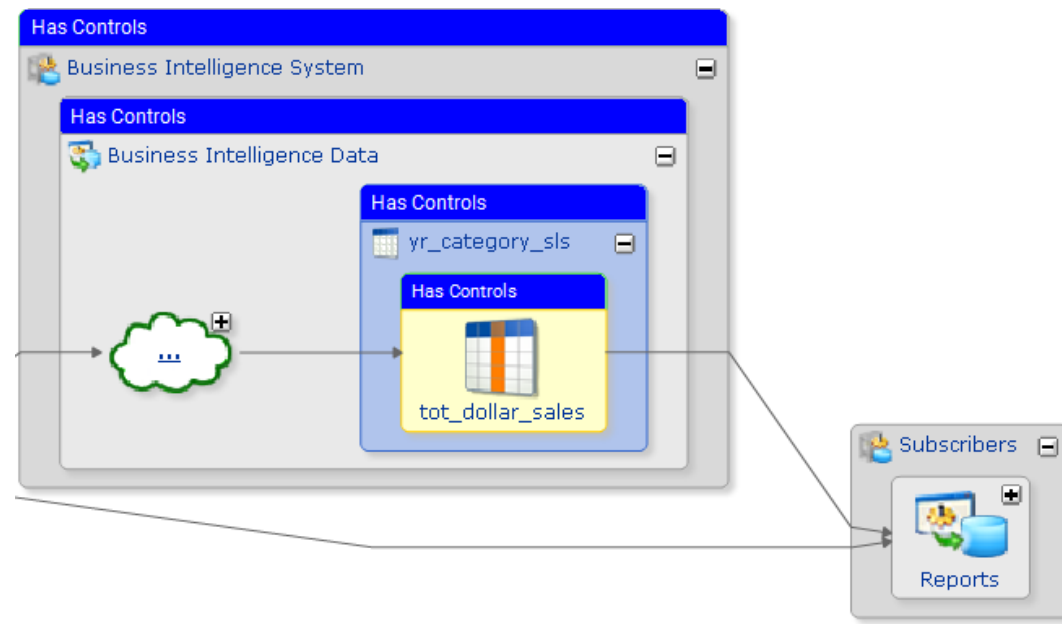 Has Controls
Business Intelligence System
Has Controls
Business Intelligence Data
Has Controls
yr_category_sls
Has Controls
...
tot_dollar_sales
Subscribers
Reports